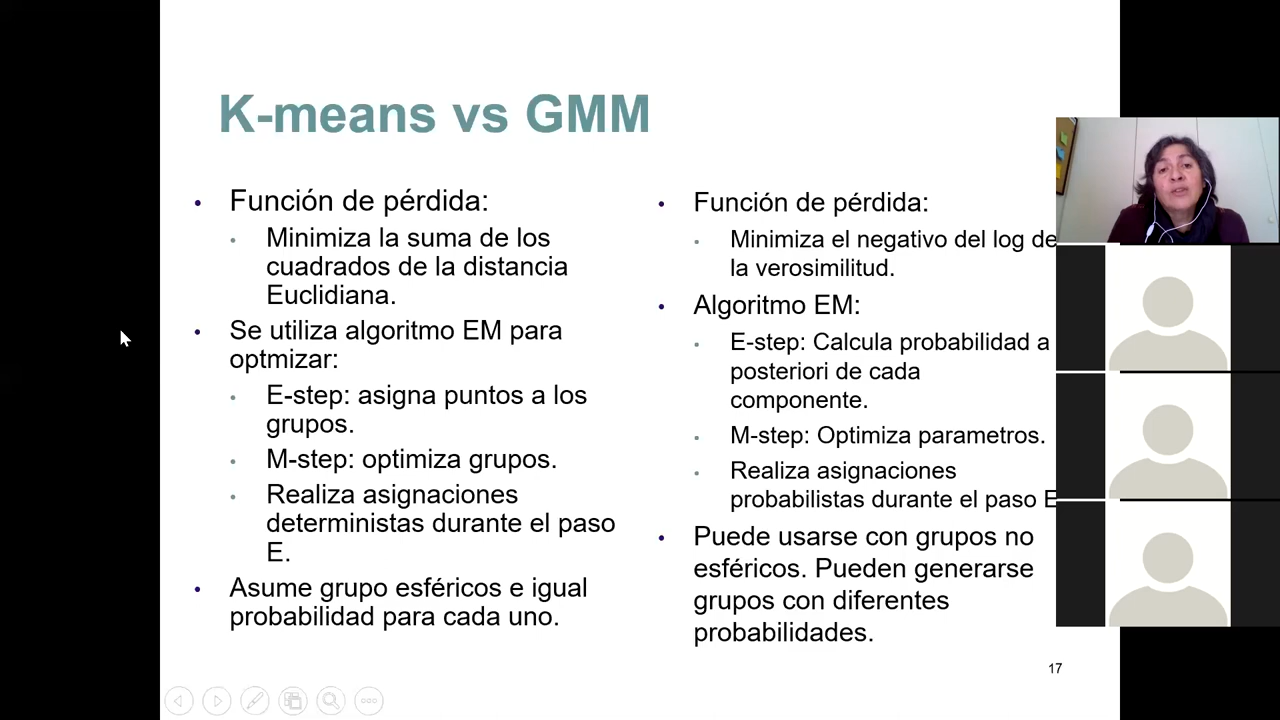 K-means vs GMM
• Función de pérdida:
• Minimiza la suma de los
cuadrados de la distancia
Euclidiana.
• Se utiliza algoritmo EM para
optmizar:
• E-step: asigna puntos a los
grupos.
• M-step: optimiza grupos.
• Realiza asignaciones
deterministas durante el paso
E.
• Asume grupo esféricos e igual
probabilidad para cada uno.
• Función de pérdida:
• Minimiza el negativo del log de
la verosimilitud.
• Algoritmo EM:
• E-step: Calcula probabilidad a
posteriori de cada
componente.
• M-step: Optimiza parametros.
• Realiza asignaciones
probabilistas durante el paso E
• Puede usarse con grupos no
esféricos. Pueden generarse
grupos con diferentes
probabilidades.
17